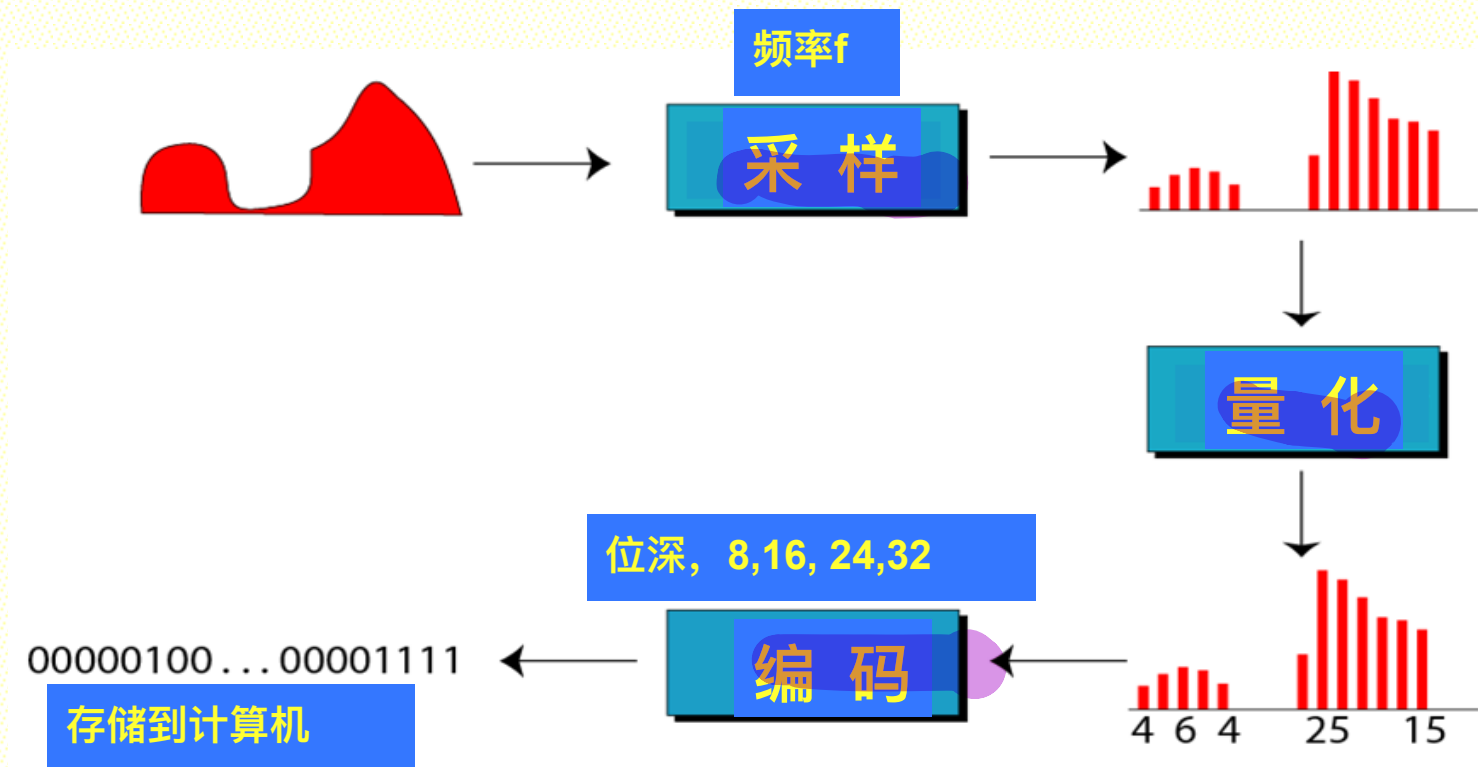 频率f
采 样
量 化
位深，8,16, 24,32
编 码
00000100...00001111
存储到计算机
4 6 4 25 15